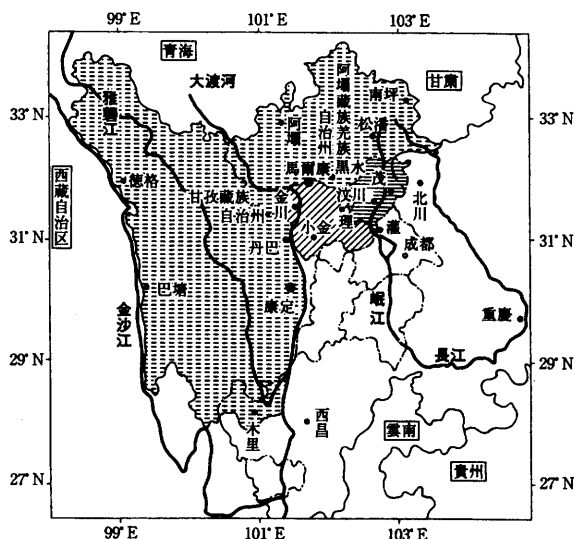 99°E
101°E
103°E
青海
大渡河
阿壩藏族羌族
自治州
南坪
甘肅
33°N
33°N
雅礱江
阿壩
松潘
黑水
馬爾康
西藏自治区
德格
甘孜藏族
自治州
金川
汶川
茂
理
北川
小金
灌
31°N
31°N
丹巴
成都
巴塘
康定
岷江
金沙江
重慶
29°N
長江
29°N
木里
西昌
雲南
貴州
27°N
27°N
99°E
101°E
103°E